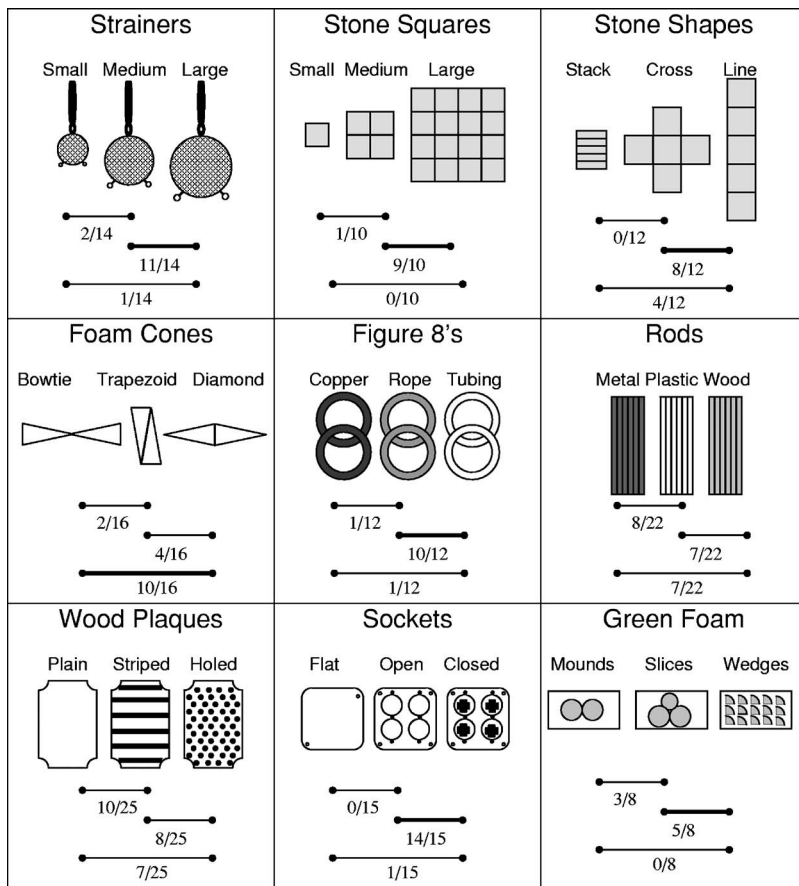 Strainers
Small Medium Large
2/14
11/14
1/14
Stone Squares
Small Medium Large
1/10
9/10
0/10
Stone Shapes
Stack Cross Line
0/12
8/12
4/12
Foam Cones
Bowtie Trapezoid Diamond
2/16
4/16
10/16
Figure 8's
Copper Rope Tubing
1/12
10/12
1/12
Rods
Metal Plastic Wood
8/22
7/22
7/22
Wood Plaques
Plain Striped Holed
10/25
8/25
7/25
Sockets
Flat Open Closed
0/15
14/15
1/15
Green Foam
Mounds Slices Wedges
3/8
5/8
0/8